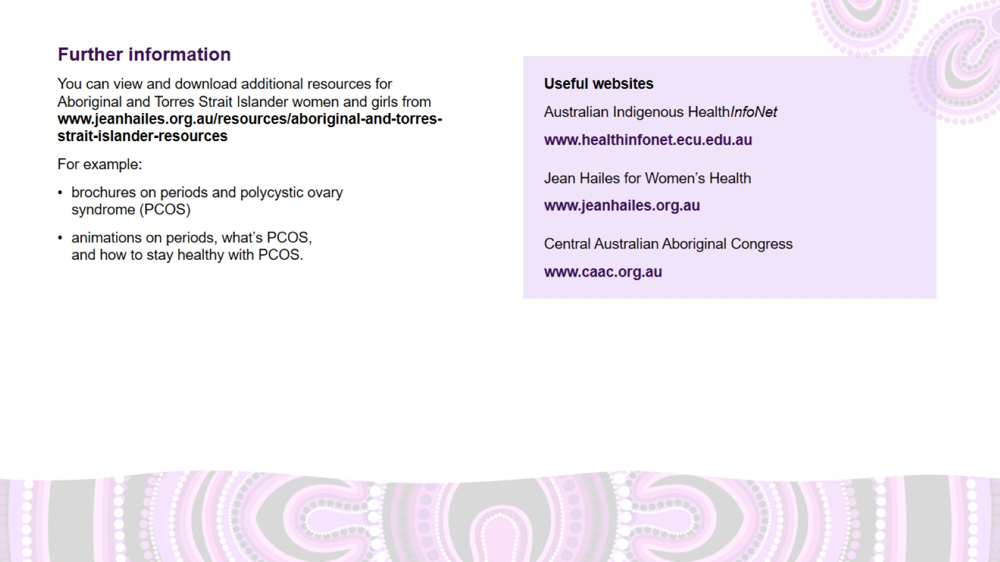 Further information
You can view and download additional resources for
Aboriginal and Torres Strait Islander women and girls from
www.jeanhailes.org.au/resources/aboriginal-and-torres-
strait-islander-resources
For example:
• brochures on periods and polycystic ovary
syndrome (PCOS)
• animations on periods, what’s PCOS,
and how to stay healthy with PCOS.
Useful websites
Australian Indigenous HealthInfoNet
www.healthinfonet.ecu.edu.au
Jean Hailes for Women’s Health
www.jeanhailes.org.au
Central Australian Aboriginal Congress
www.caac.org.au